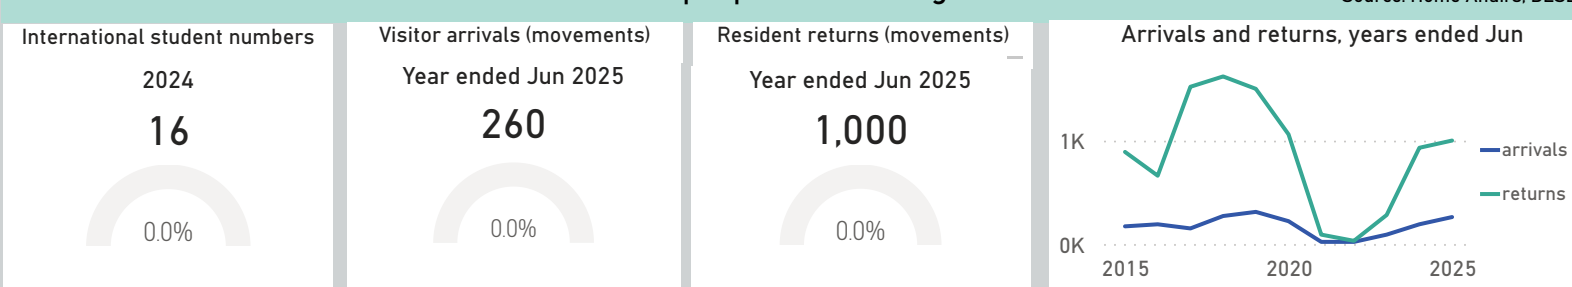 International student numbers
2024
16
0.0%
Visitor arrivals (movements)
Year ended Jun 2025
260
0.0%
Resident returns (movements)
Year ended Jun 2025
1,000
0.0%
Arrivals and returns, years ended Jun
1K
0K
2015 2020 2025
arrivals
returns